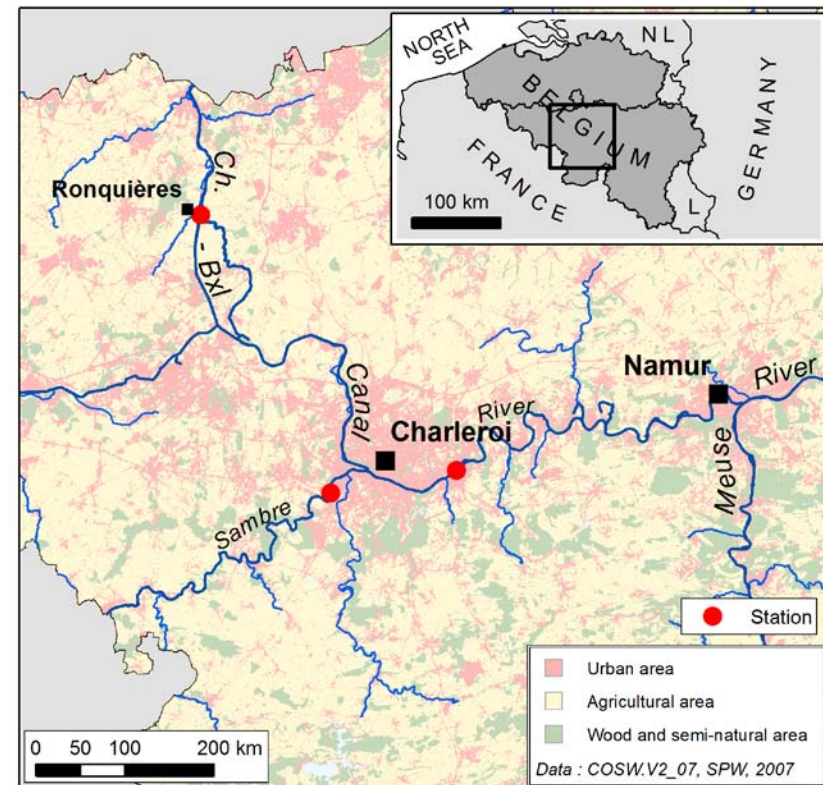 NORTH
SEA
NL
BELGIUM
GERMANY
FRANCE
L
100 km
Ch.
Ronquières
- Bxl
Canal
Namur
River
River
Charleroi
Meuse
Sambre
Station
Urban area
Agricultural area
Wood and semi-natural area
Data : COSW.V2_07, SPW, 2007
0 50 100 200 km